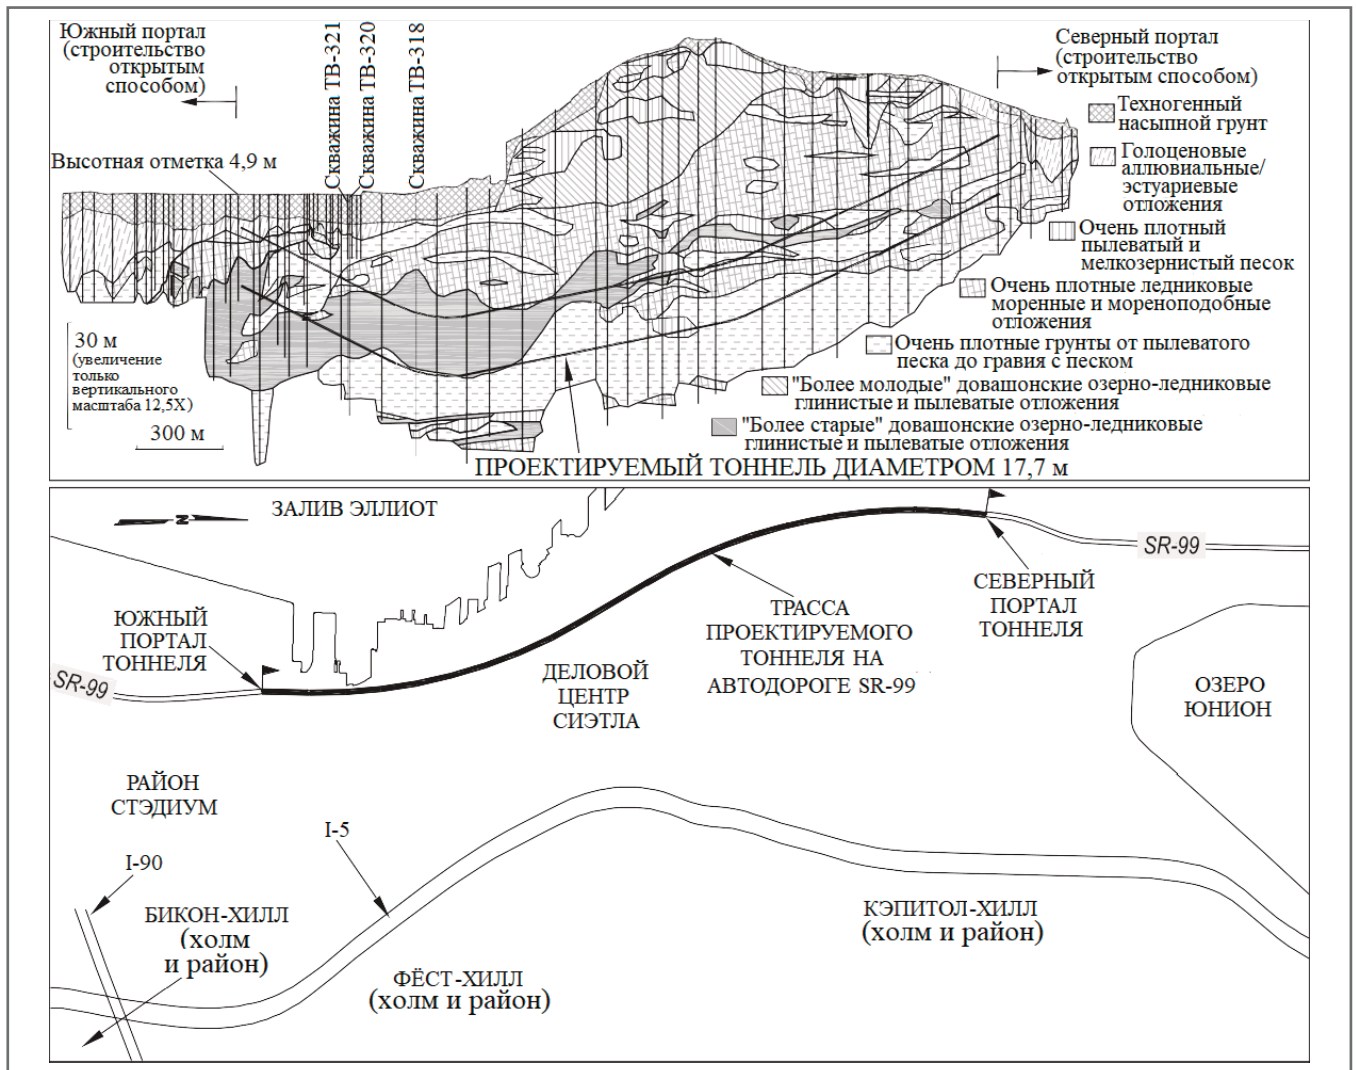 Южный портал
(строительство
открытым
способом)
Скважина ТВ-321
Скважина ТВ-320
Скважина ТВ-318
Северный портал
(строительство
открытым способом)
Техногенный
насыпной грунт
Высотная отметка 4,9 м
Голоценовые
аллювиальные/
эстуариевые
отложения
Очень плотный
пылеватый и
мелкозернистый песок
Очень плотные ледниковые
моренные и мореноподобные
отложения
30 м
(увеличение
только
вертикального
масштаба 12,5Х)
300 м
Очень плотные грунты от пылеватого
песка до гравия с песком
"Более молодые" довашонские озерно-ледниковые
глинистые и пылеватые отложения
"Более старые" довашонские озерно-ледниковые
глинистые и пылеватые отложения
ПРОЕКТИРУЕМЫЙ ТОННЕЛЬ ДИАМЕТРОМ 17,7 м
N
ЗАЛИВ ЭЛЛИОТ
SR-99
ЮЖНЫЙ
ПОРТАЛ
ТОННЕЛЯ
SR-99
СЕВЕРНЫЙ
ПОРТАЛ
ТОННЕЛЯ
ТРАССА
ПРОЕКТИРУЕМОГО
ТОННЕЛЯ НА
АВТОДОРОГЕ SR-99
ДЕЛОВОЙ
ЦЕНТР
СИЭТЛА
ОЗЕРО
ЮНИОН
РАЙОН
СТЭДИУМ
I-5
I-90
БИКОН-ХИЛЛ
(холм
и район)
КЭПИТОЛ-ХИЛЛ
(холм и район)
ФЁСТ-ХИЛЛ
(холм и район)